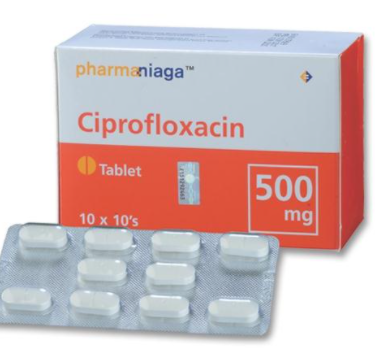 pharmaniaga™
Ciprofloxacin
Tablet
10 x 10's
500
mg